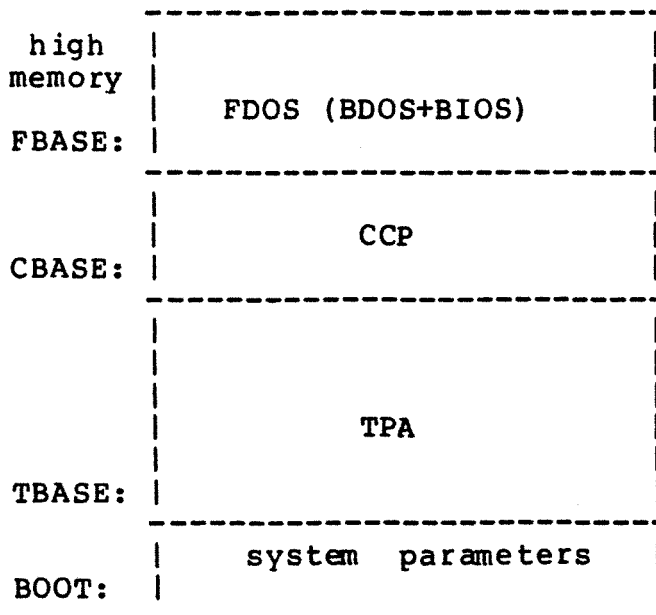 high
memory
FDOS (BDOS+BIOS)
FBASE:
CCP
CBASE:
TPA
TBASE:
system parameters
BOOT: